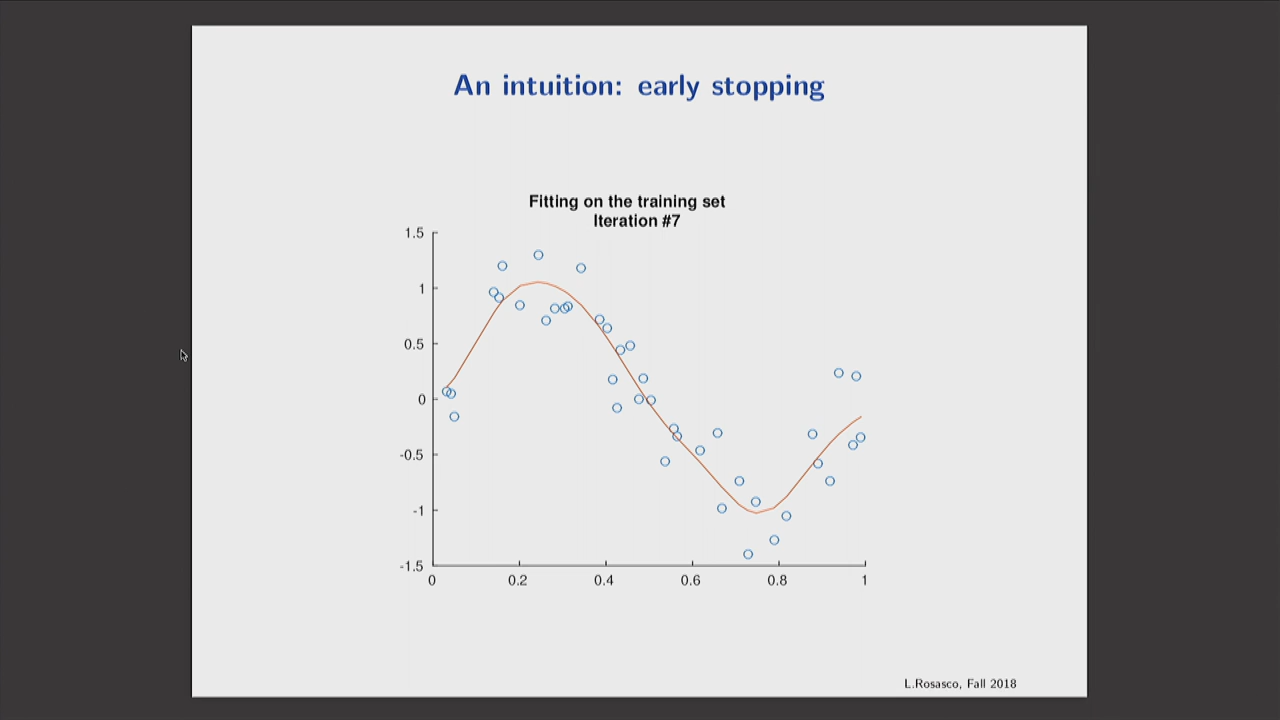 An intuition: early stopping
Fitting on the training set
Iteration #7
1.5
1
0.5
0
-0.5
-1
-1.5
0 0.2 0.4 0.6 0.8 1
L.Rosasco, Fall 2018